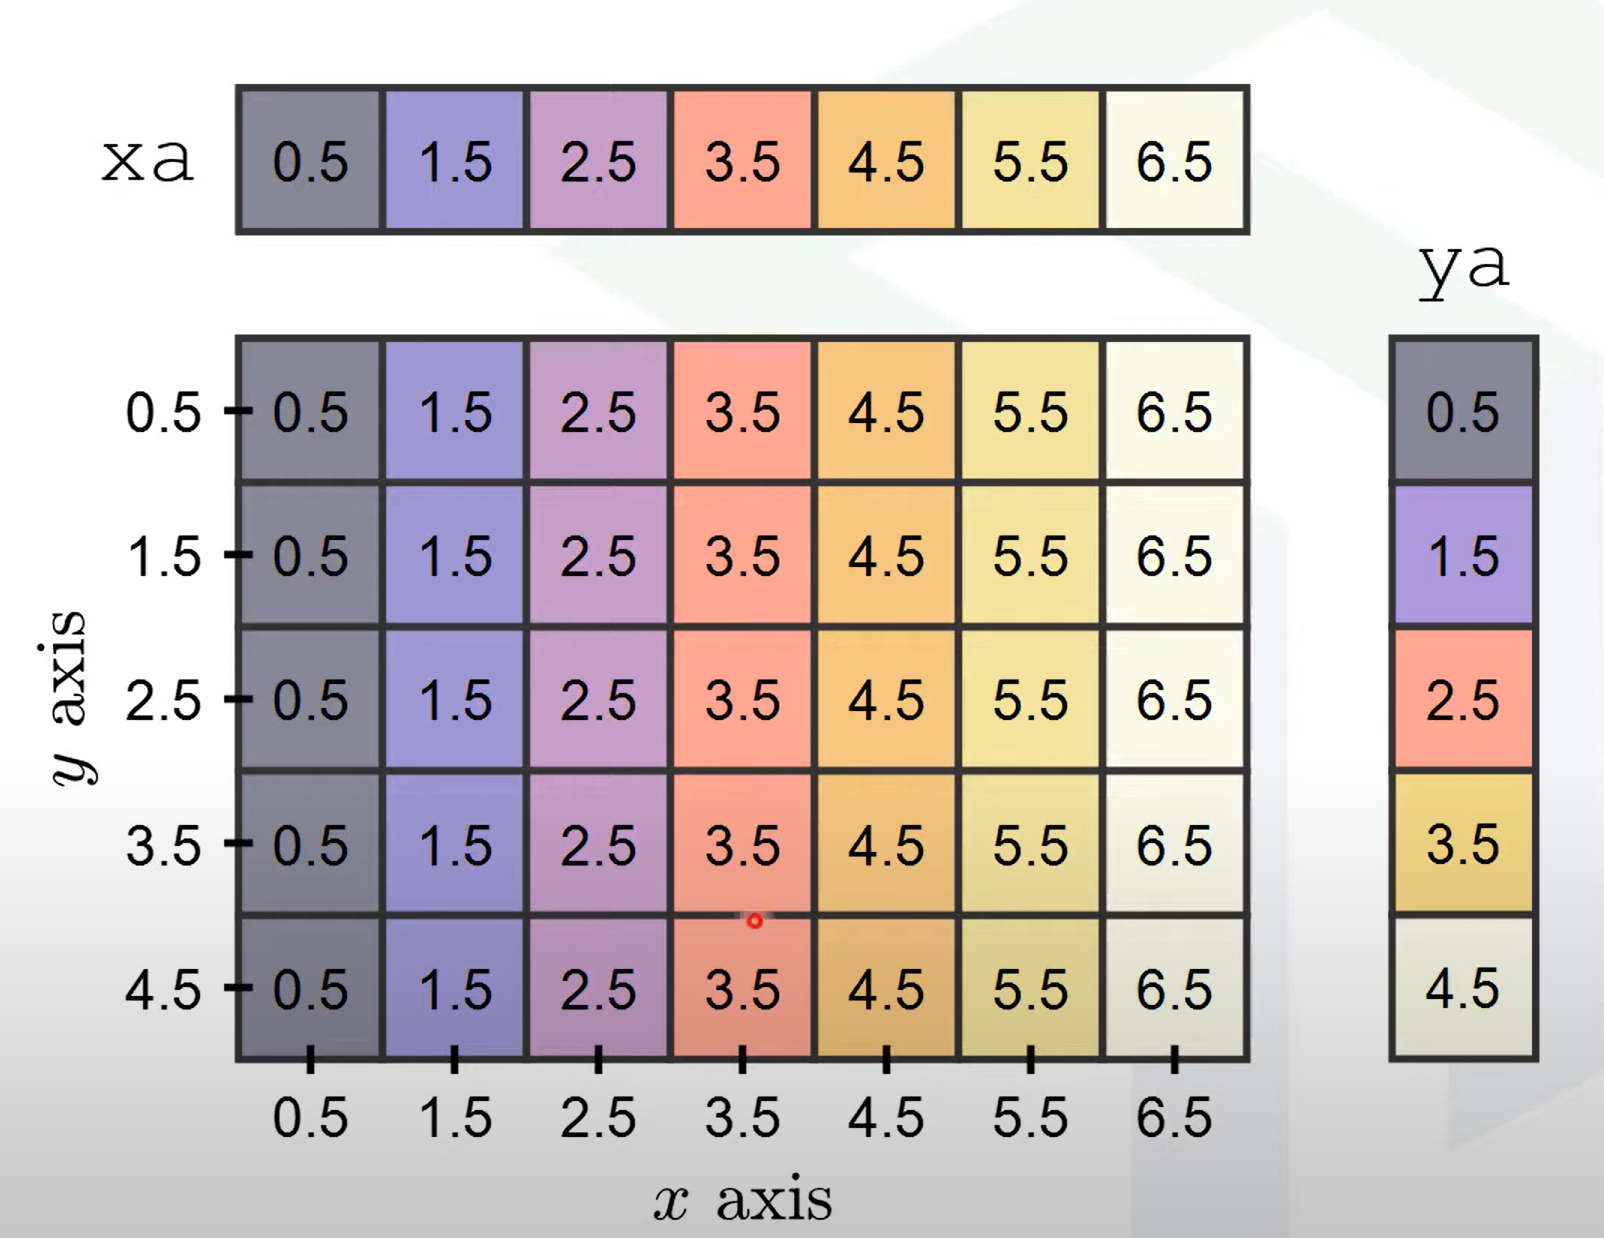 xa 0.5 1.5 2.5 3.5 4.5 5.5 6.5
ya
0.5 0.5 1.5 2.5 3.5 4.5 5.5 6.5 0.5
1.5 0.5 1.5 2.5 3.5 4.5 5.5 6.5 1.5
2.5 0.5 1.5 2.5 3.5 4.5 5.5 6.5 2.5
3.5 0.5 1.5 2.5 3.5 4.5 5.5 6.5 3.5
4.5 0.5 1.5 2.5 3.5 4.5 5.5 6.5 4.5
y axis
0.5 1.5 2.5 3.5 4.5 5.5 6.5
x axis